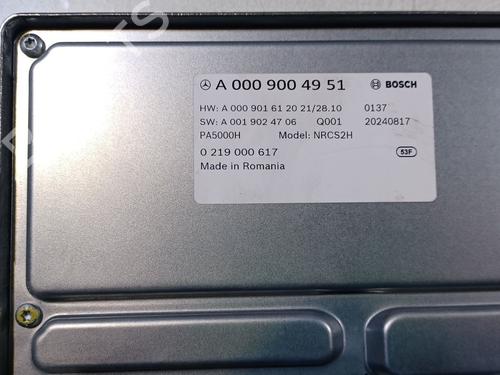 A 000 900 49 51 BOSCH
HW: A 000 901 61 20 21/28.10 0137
SW: A 001 902 47 06 Q001 20240817
PA5000H Model: NRCS2H
0 219 000 617 53F
Made in Romania